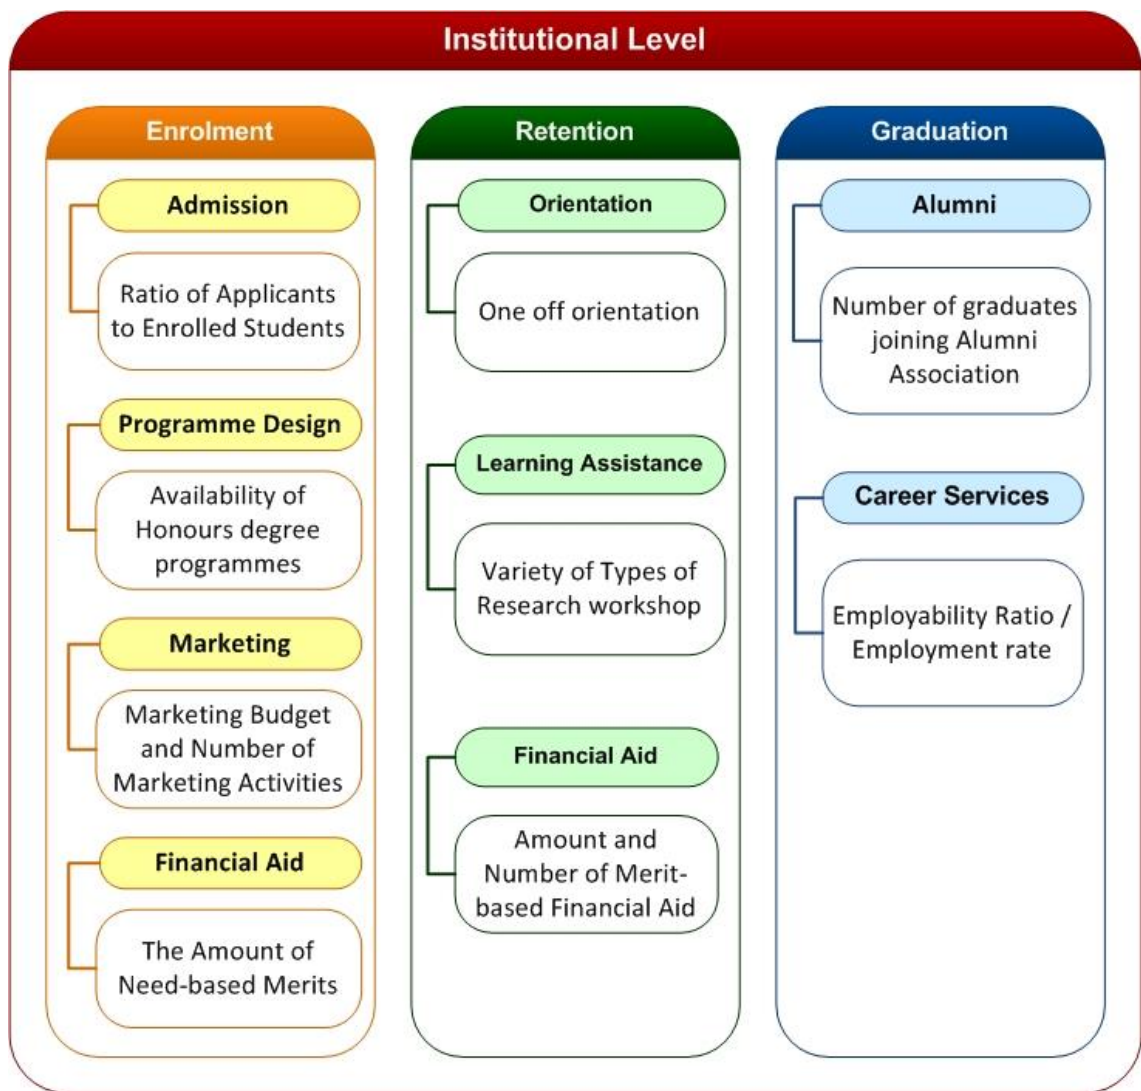 Institutional Level
Enrolment
Admission
Ratio of Applicants
to Enrolled Students
Programme Design
Availability of
Honours degree
programmes
Marketing
Marketing Budget
and Number of
Marketing Activities
Financial Aid
The Amount of
Need-based Merits
Retention
Orientation
One off orientation
Learning Assistance
Variety of Types of
Research workshop
Financial Aid
Amount and
Number of Merit-
based Financial Aid
Graduation
Alumni
Number of graduates
joining Alumni
Association
Career Services
Employability Ratio /
Employment rate